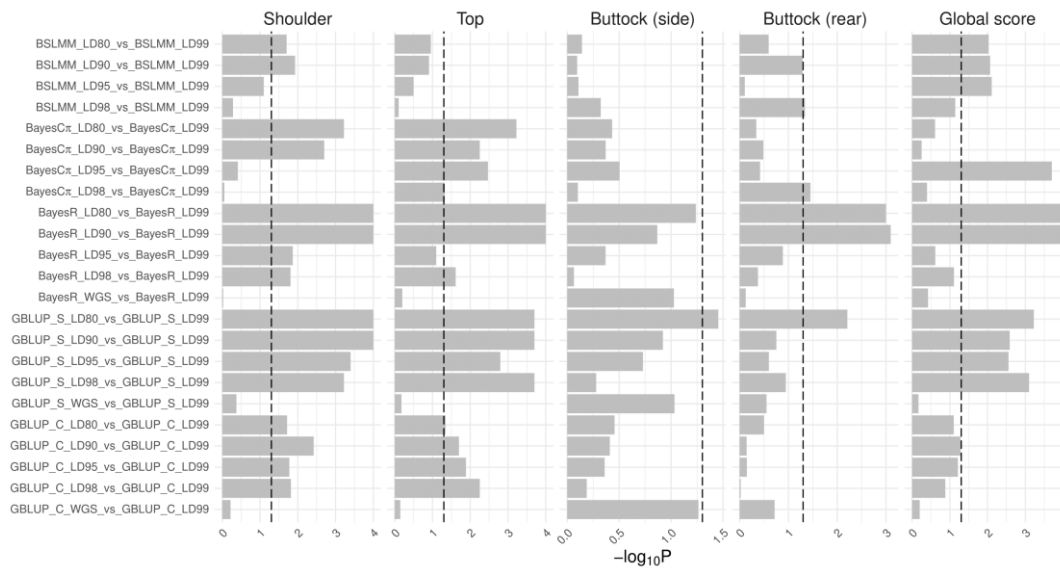 Shoulder Top Buttock (side) Buttock (rear) Global score
BSLMM_LD80_vs_BSLMM_LD99
BSLMM_LD90_vs_BSLMM_LD99
BSLMM_LD95_vs_BSLMM_LD99
BSLMM_LD98_vs_BSLMM_LD99
BayesCπ_LD80_vs_BayesCπ_LD99
BayesCπ_LD90_vs_BayesCπ_LD99
BayesCπ_LD95_vs_BayesCπ_LD99
BayesCπ_LD98_vs_BayesCπ_LD99
BayesR_LD80_vs_BayesR_LD99
BayesR_LD90_vs_BayesR_LD99
BayesR_LD95_vs_BayesR_LD99
BayesR_LD98_vs_BayesR_LD99
BayesR_WGS_vs_BayesR_LD99
GBLUP_S_LD80_vs_GBLUP_S_LD99
GBLUP_S_LD90_vs_GBLUP_S_LD99
GBLUP_S_LD95_vs_GBLUP_S_LD99
GBLUP_S_LD98_vs_GBLUP_S_LD99
GBLUP_S_WGS_vs_GBLUP_S_LD99
GBLUP_C_LD80_vs_GBLUP_C_LD99
GBLUP_C_LD90_vs_GBLUP_C_LD99
GBLUP_C_LD95_vs_GBLUP_C_LD99
GBLUP_C_LD98_vs_GBLUP_C_LD99
GBLUP_C_WGS_vs_GBLUP_C_LD99
0 1 2 3 4 0 1 2 3 4 0.0 0.5 1.0 1.5 0 1 2 3 0 1 2 3
−log₁₀P